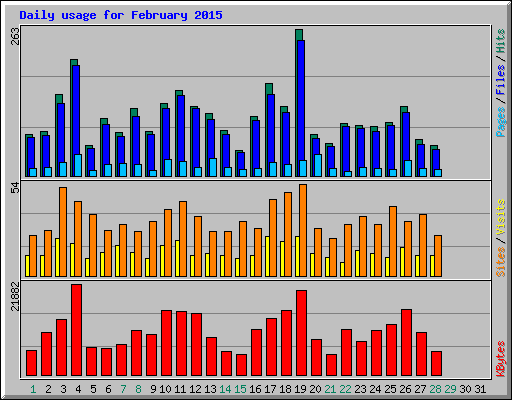 Daily usage for February 2015
263
Pages / Files / Hits
54
Sites / Visits
21882
KBytes
1 2 3 4 5 6 7 8 9 10 11 12 13 14 15 16 17 18 19 20 21 22 23 24 25 26 27 28 29 30 31